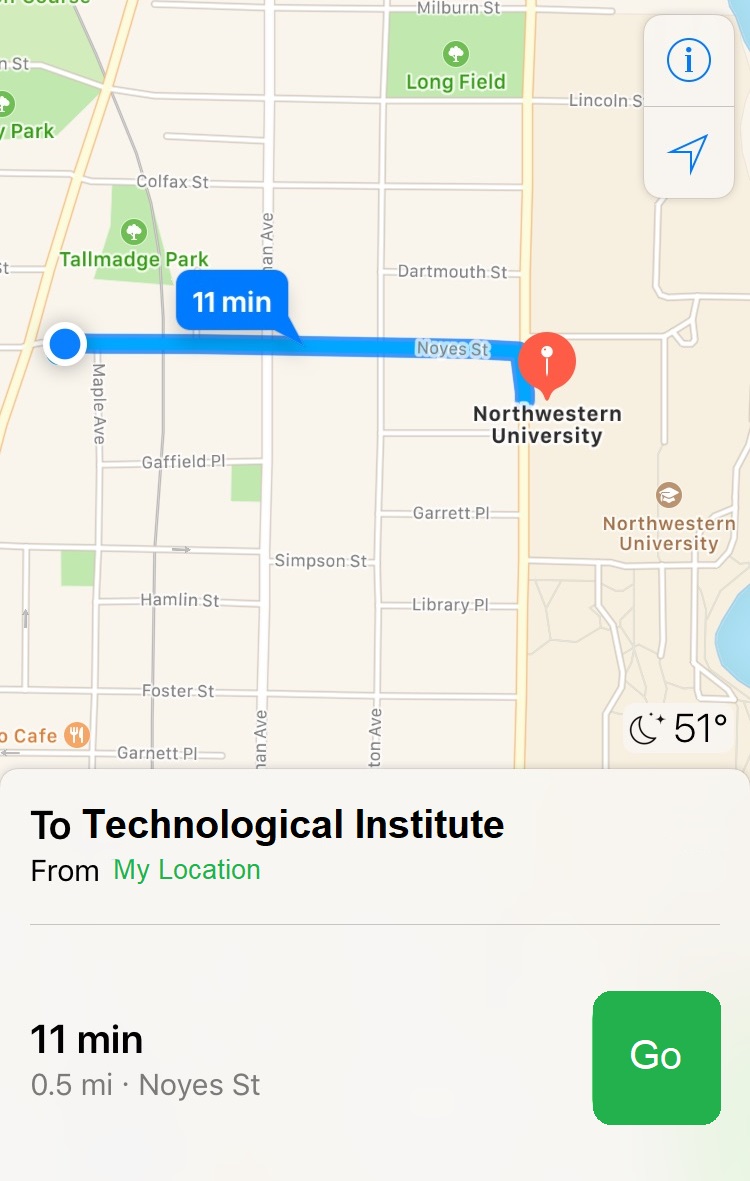 Milburn St
n St
Long Field
Lincoln S
y Park
Colfax St
Tallmadge Park
Dartmouth St
11 min
Noyes St
Maple Ave
Northwestern
University
Gaffield Pl
Garrett Pl
Northwestern
University
Simpson St
Hamlin St
Library Pl
Foster St
51°
o Cafe
Garnett Pl
nan Ave
nan Ave
ton Ave
To Technological Institute
From My Location
11 min
0.5 mi · Noyes St
Go